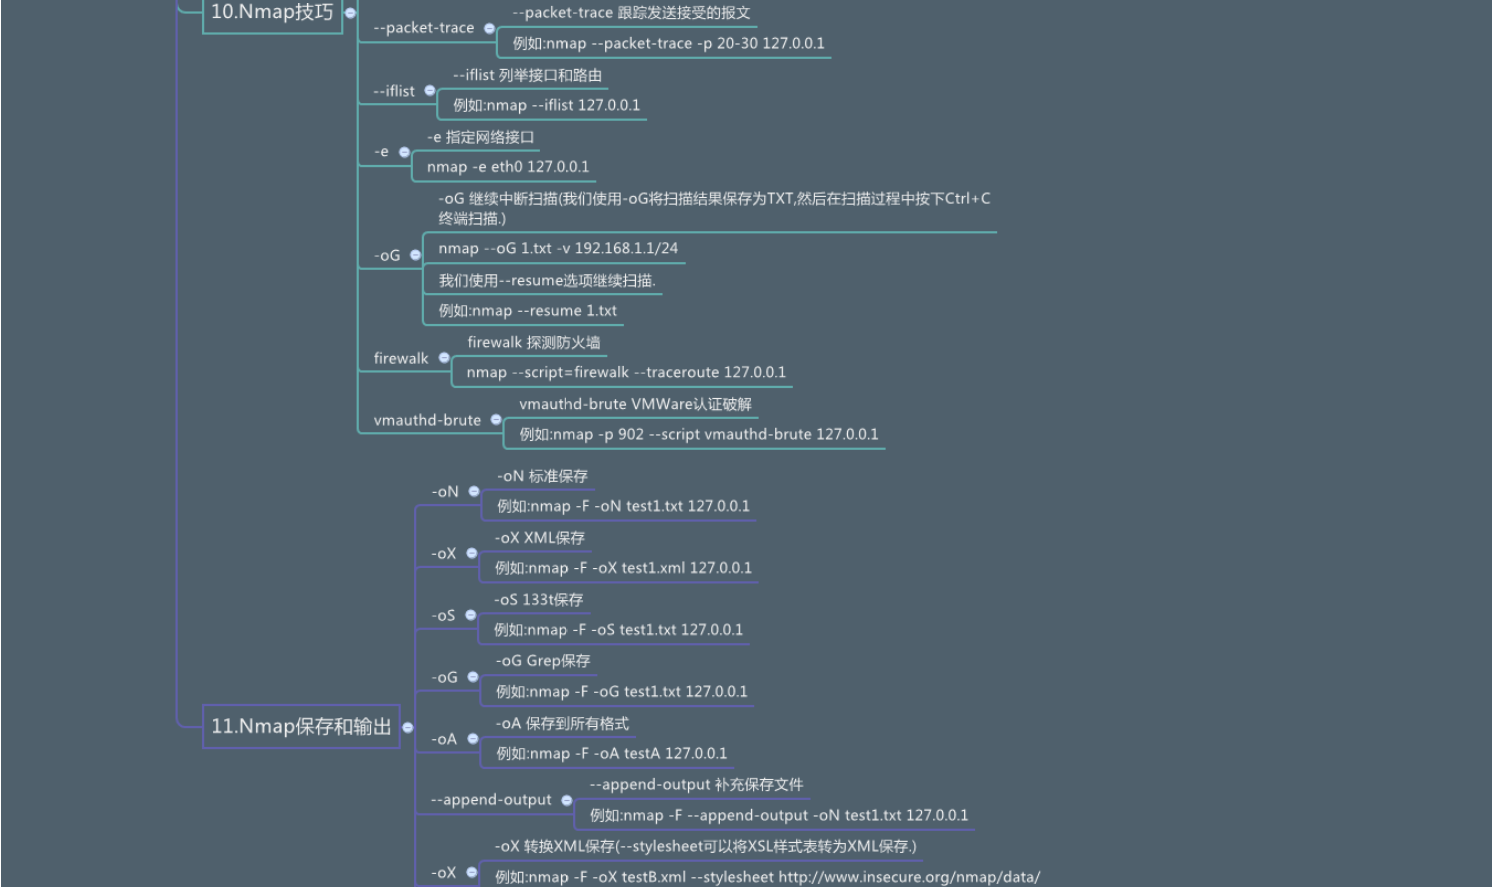 10.Nmap技巧
--packet-trace
--packet-trace 跟踪发送接受的报文
例如:nmap --packet-trace -p 20-30 127.0.0.1
--iflist
--iflist 列举接口和路由
例如:nmap --iflist 127.0.0.1
-e
-e 指定网络接口
nmap -e eth0 127.0.0.1
-oG
-oG 继续中断扫描(我们使用-oG将扫描结果保存为TXT,然后在扫描过程中按下Ctrl+C
终端扫描.)
nmap --oG 1.txt -v 192.168.1.1/24
我们使用--resume选项继续扫描.
例如:nmap --resume 1.txt
firewalk
firewalk 探测防火墙
nmap --script=firewalk --traceroute 127.0.0.1
vmauthd-brute
vmauthd-brute VMWare认证破解
例如:nmap -p 902 --script vmauthd-brute 127.0.0.1
11.Nmap保存和输出
-oN
-oN 标准保存
例如:nmap -F -oN test1.txt 127.0.0.1
-oX
-oX XML保存
例如:nmap -F -oX test1.xml 127.0.0.1
-oS
-oS 133t保存
例如:nmap -F -oS test1.txt 127.0.0.1
-oG
-oG Grep保存
例如:nmap -F -oG test1.txt 127.0.0.1
-oA
-oA 保存到所有格式
例如:nmap -F -oA testA 127.0.0.1
--append-output
--append-output 补充保存文件
例如:nmap -F --append-output -oN test1.txt 127.0.0.1
-oX
-oX 转换XML保存(--stylesheet可以将XSL样式表转为XML保存.)
例如:nmap -F -oX testB.xml --stylesheet http://www.insecure.org/nmap/data/